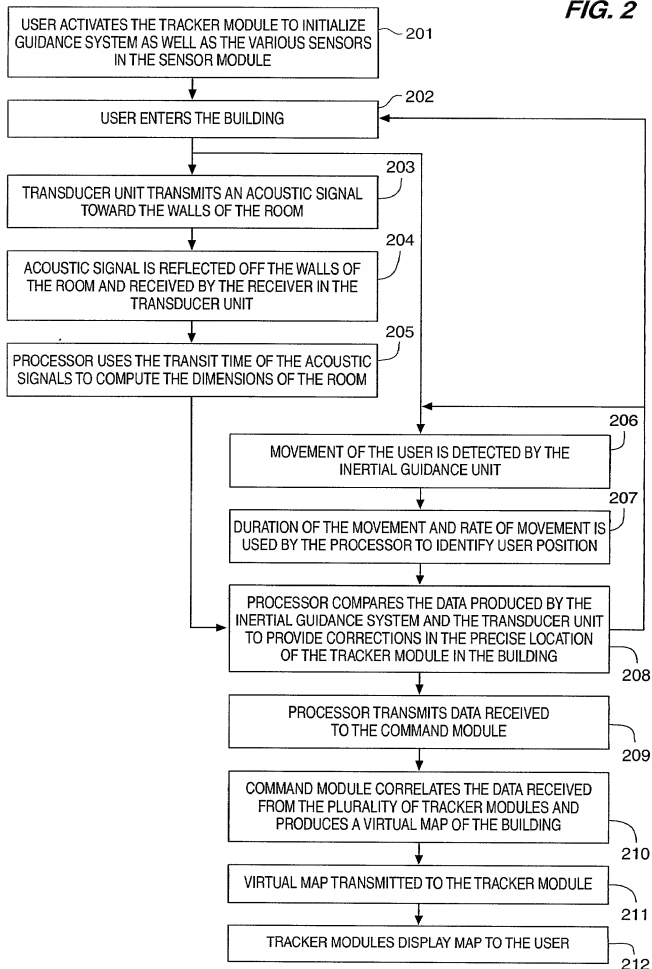 FIG. 2
USER ACTIVATES THE TRACKER MODULE TO INITIALIZE
GUIDANCE SYSTEM AS WELL AS THE VARIOUS SENSORS
IN THE SENSOR MODULE
201
202
USER ENTERS THE BUILDING
203
TRANSDUCER UNIT TRANSMITS AN ACOUSTIC SIGNAL
TOWARD THE WALLS OF THE ROOM
204
ACOUSTIC SIGNAL IS REFLECTED OFF THE WALLS OF
THE ROOM AND RECEIVED BY THE RECEIVER IN THE
TRANSDUCER UNIT
205
PROCESSOR USES THE TRANSIT TIME OF THE ACOUSTIC
SIGNALS TO COMPUTE THE DIMENSIONS OF THE ROOM
206
MOVEMENT OF THE USER IS DETECTED BY THE
INERTIAL GUIDANCE UNIT
207
DURATION OF THE MOVEMENT AND RATE OF MOVEMENT IS
USED BY THE PROCESSOR TO IDENTIFY USER POSITION
PROCESSOR COMPARES THE DATA PRODUCED BY THE
INERTIAL GUIDANCE SYSTEM AND THE TRANSDUCER UNIT
TO PROVIDE CORRECTIONS IN THE PRECISE LOCATION
OF THE TRACKER MODULE IN THE BUILDING
208
PROCESSOR TRANSMITS DATA RECEIVED
TO THE COMMAND MODULE
209
COMMAND MODULE CORRELATES THE DATA RECEIVED
FROM THE PLURALITY OF TRACKER MODULES AND
PRODUCES A VIRTUAL MAP OF THE BUILDING
210
VIRTUAL MAP TRANSMITTED TO THE TRACKER MODULE
211
TRACKER MODULES DISPLAY MAP TO THE USER
212